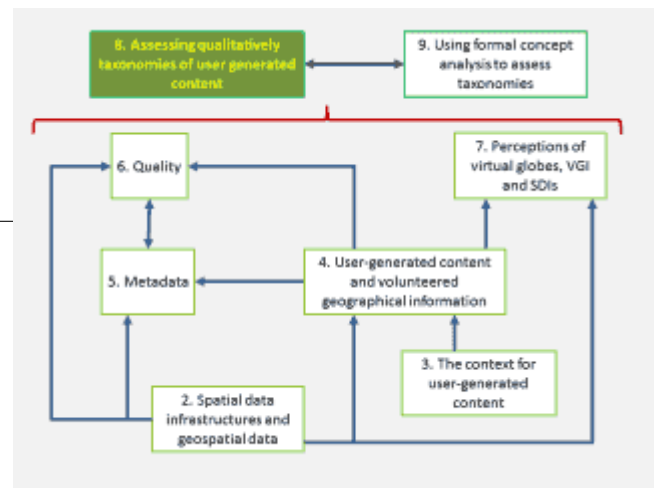 8. Assessing qualitatively
taxonomies of user generated
content
9. Using formal concept
analysis to assess
taxonomies
6. Quality
7. Perceptions of
virtual globes, VGI
and SDIs
5. Metadata
4. User-generated content
and volunteered
geographical information
3. The context for
user-generated
content
2. Spatial data
infrastructures and
geospatial data